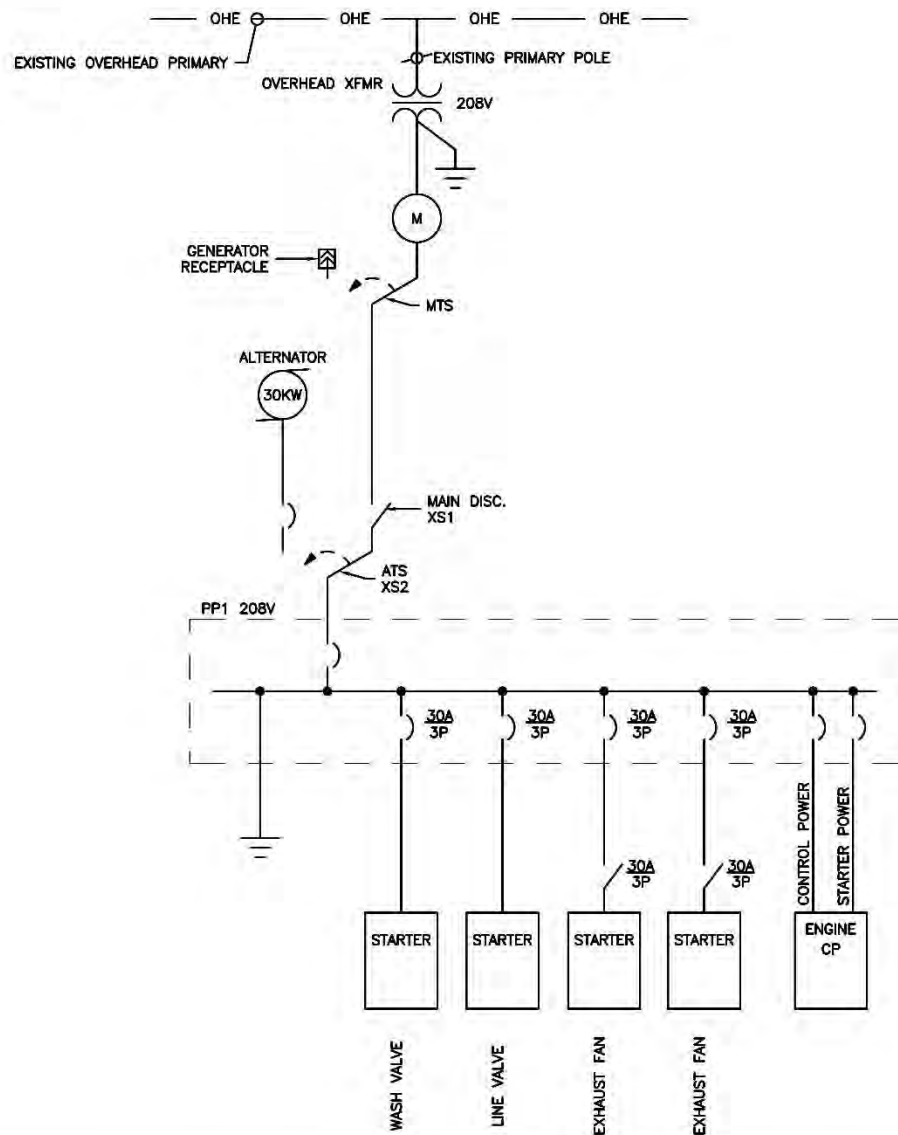 OHE OHE OHE OHE
EXISTING OVERHEAD PRIMARY
EXISTING PRIMARY POLE
OVERHEAD XFMR
208V
M
GENERATOR
RECEPTACLE
MTS
ALTERNATOR
30KW
MAIN DISC.
XS1
ATS
XS2
PP1 208V
30A
3P
30A
3P
30A
3P
30A
3P
CONTROL POWER
STARTER POWER
30A
3P
30A
3P
STARTER
STARTER
STARTER
STARTER
ENGINE
CP
WASH VALVE
LINE VALVE
EXHAUST FAN
EXHAUST FAN